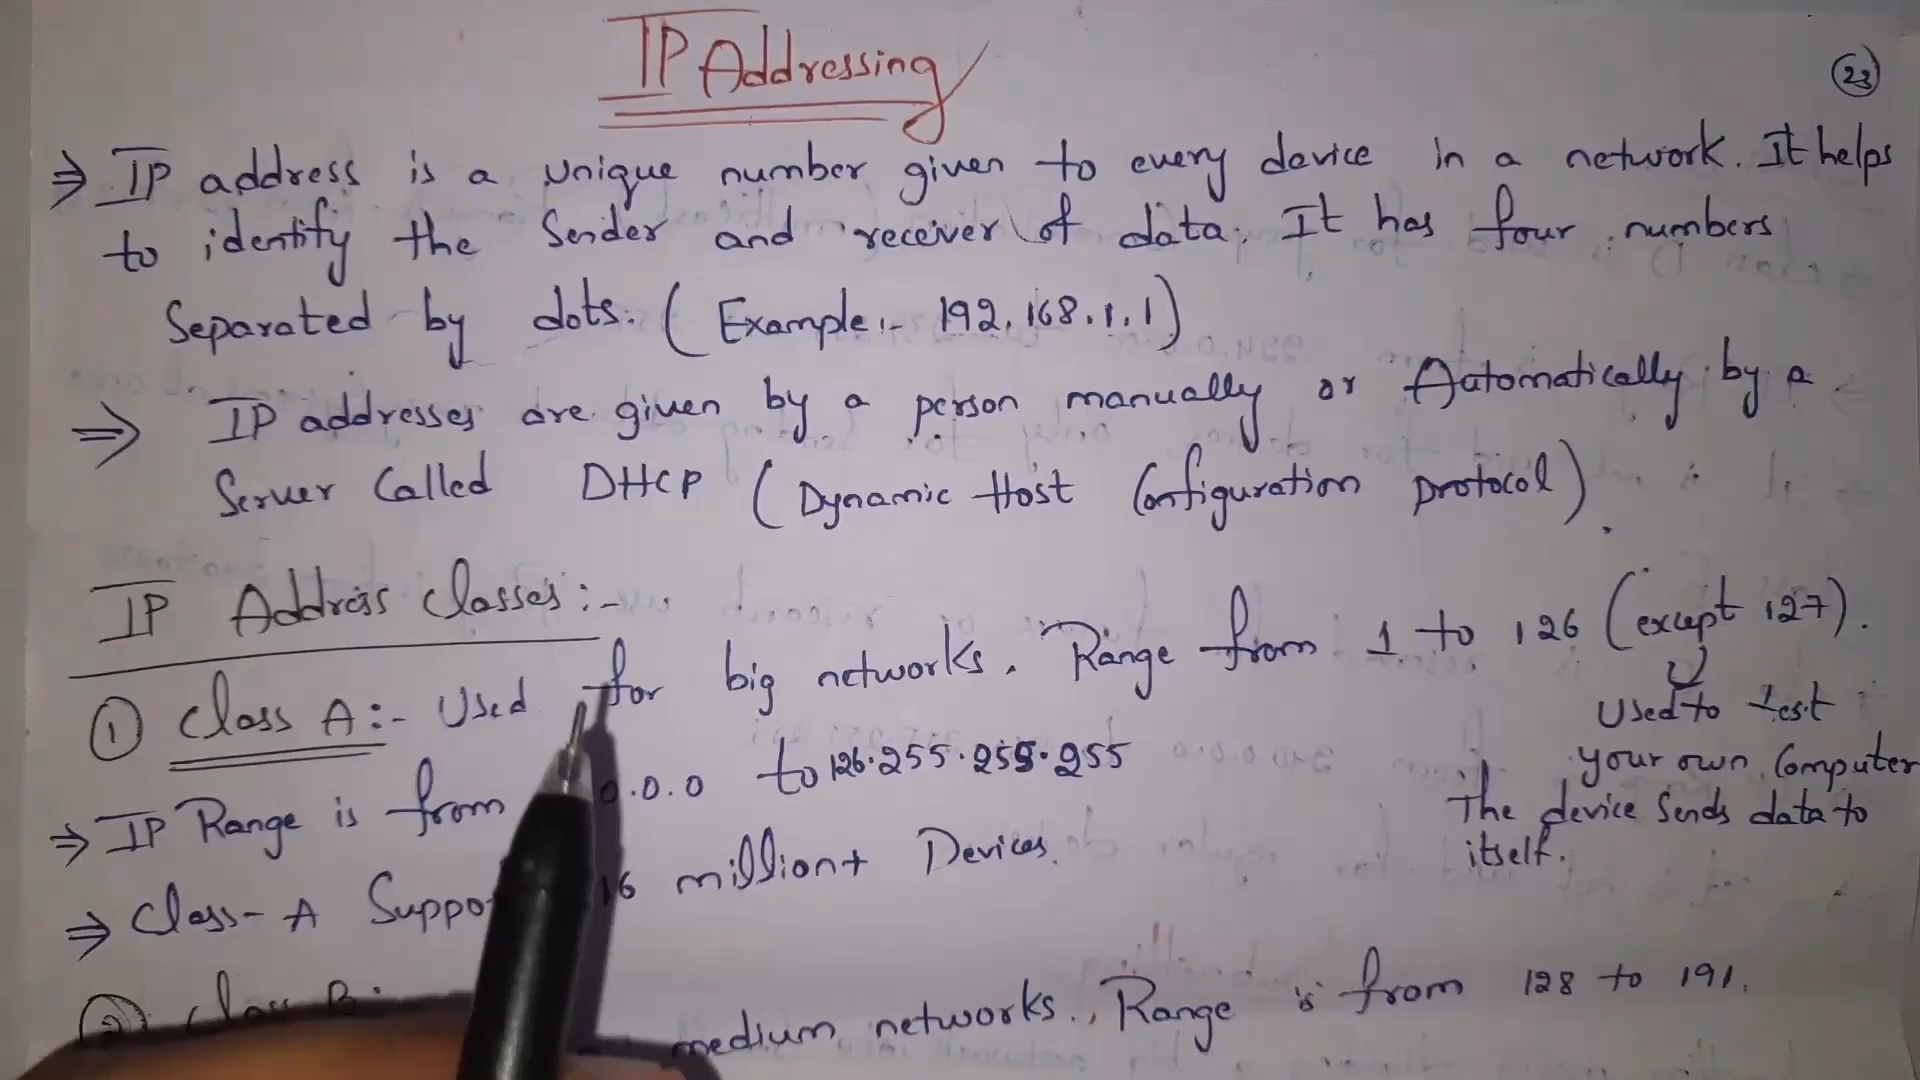 IP Addressing
23
⇒ IP address is a unique number given to every device in a network. It helps
to identify the Sender and receiver of data. It has four numbers
Separated by dots. (Example:- 192.168.1.1)
⇒ IP addresses are given by a person manually or Automatically by a
Server Called DHCP (Dynamic Host Configuration protocol).
IP Address Classes:-
① Class A:- Used for big networks. Range from 1 to 126 (except 127).
Used to test
your own Computer
The device Sends data to
itself.
⇒ IP Range is from 0.0.0 to 126.255.255.255
⇒ Class-A 16 million+ Devices.
② Class B:
medium networks. Range is from 128 to 191.